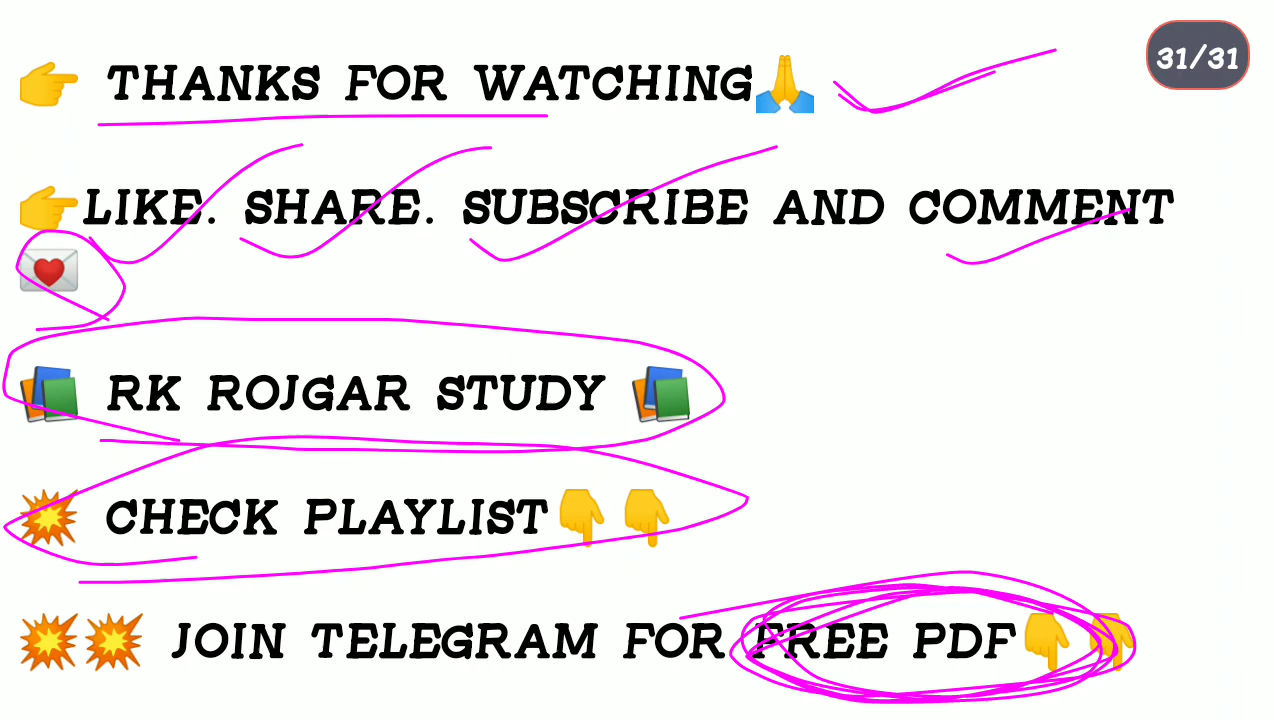 31/31
👉 THANKS FOR WATCHING🙏
👉LIKE. SHARE. SUBSCRIBE AND COMMENT
💌
📚 RK ROJGAR STUDY 📚
💥 CHECK PLAYLIST👇👇
💥💥 JOIN TELEGRAM FOR FREE PDF👇👇